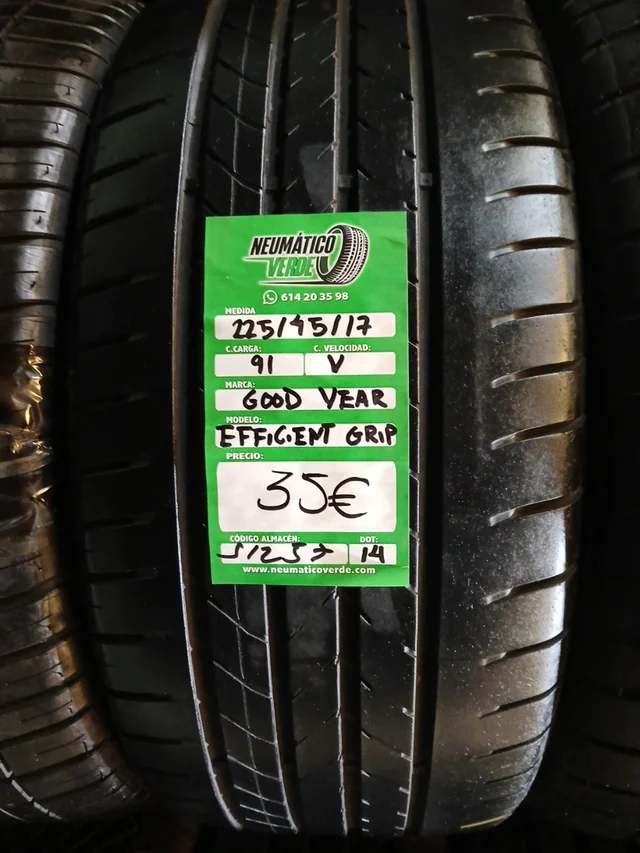 NEUMÁTICO
VERDE
614 20 35 98
MEDIDA
225/45/17
C.CARGA: C. VELOCIDAD:
91 V
MARCA:
GOOD YEAR
MODELO:
EFFICIENT GRIP
PRECIO:
35€
CÓDIGO ALMACÉN: DOT:
14
www.neumaticoverde.com